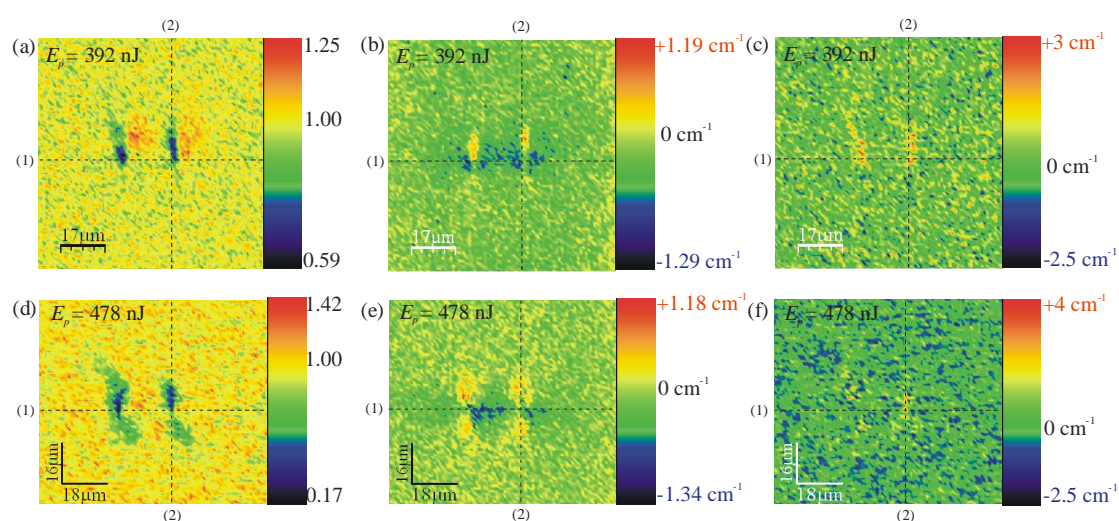 (2)
(a)
E_p = 392 nJ
1.25
1.00
0.59
(1)
17μm
(b)
E_p = 392 nJ
+1.19 cm⁻¹
0 cm⁻¹
-1.29 cm⁻¹
(1)
17μm
(2)
(c)
E_p = 392 nJ
+3 cm⁻¹
0 cm⁻¹
-2.5 cm⁻¹
(1)
17μm
(2)
(d)
E_p = 478 nJ
1.42
1.00
0.17
(1)
16μm
18μm
(2)
(e)
E_p = 478 nJ
+1.18 cm⁻¹
0 cm⁻¹
-1.34 cm⁻¹
(1)
16μm
18μm
(2)
(f)
E_p = 478 nJ
+4 cm⁻¹
0 cm⁻¹
-2.5 cm⁻¹
(1)
16μm
18μm
(2)